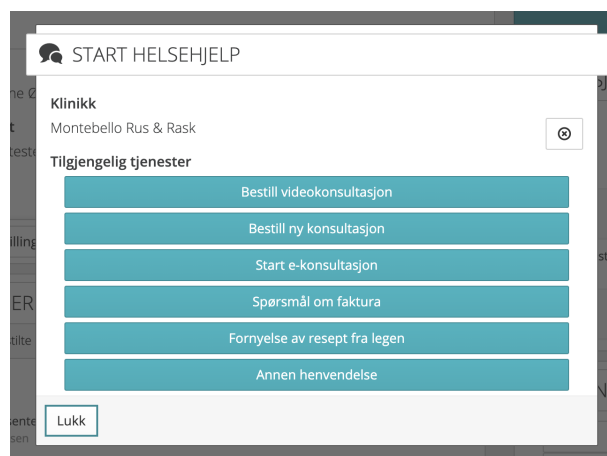 START HELSEHJELP
Klinikk
Montebello Rus & Rask
Tilgjengelig tjenester
Bestill videokonsultasjon
Bestill ny konsultasjon
Start e-konsultasjon
Spørsmål om faktura
Fornyelse av resept fra legen
Annen henvendelse
Lukk